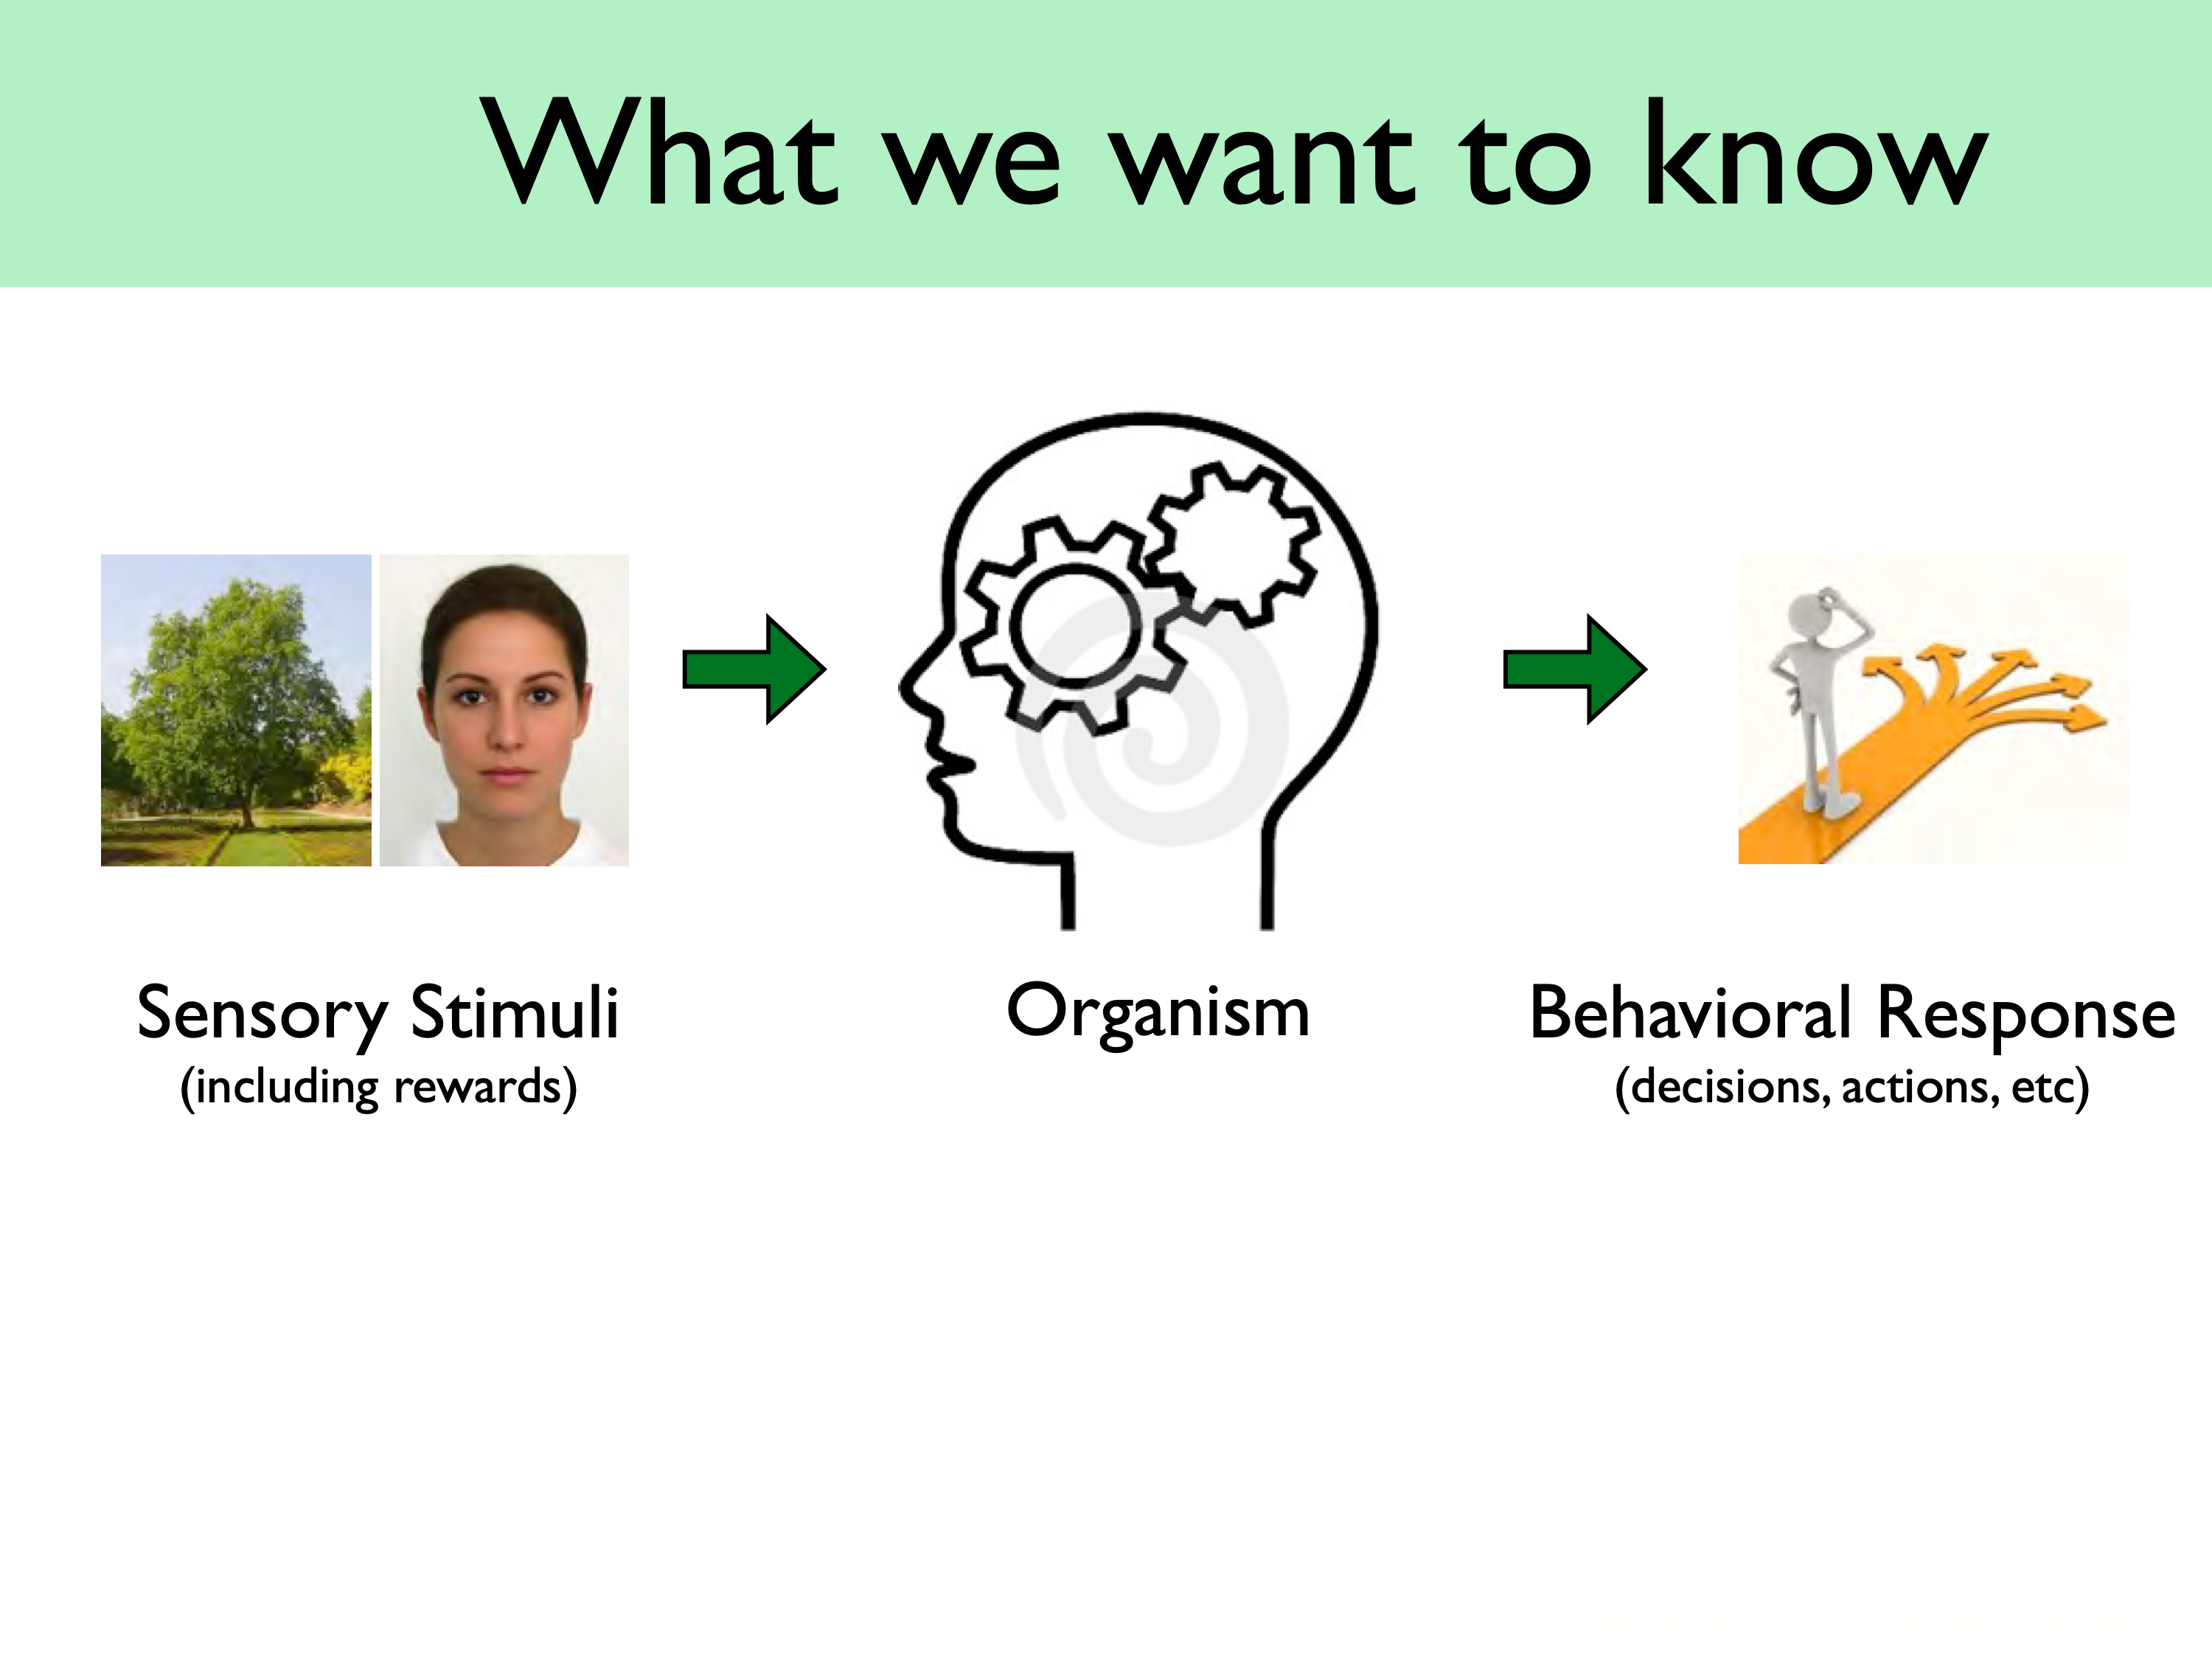 What we want to know
Sensory Stimuli
(including rewards)
Organism
Behavioral Response
(decisions, actions, etc)